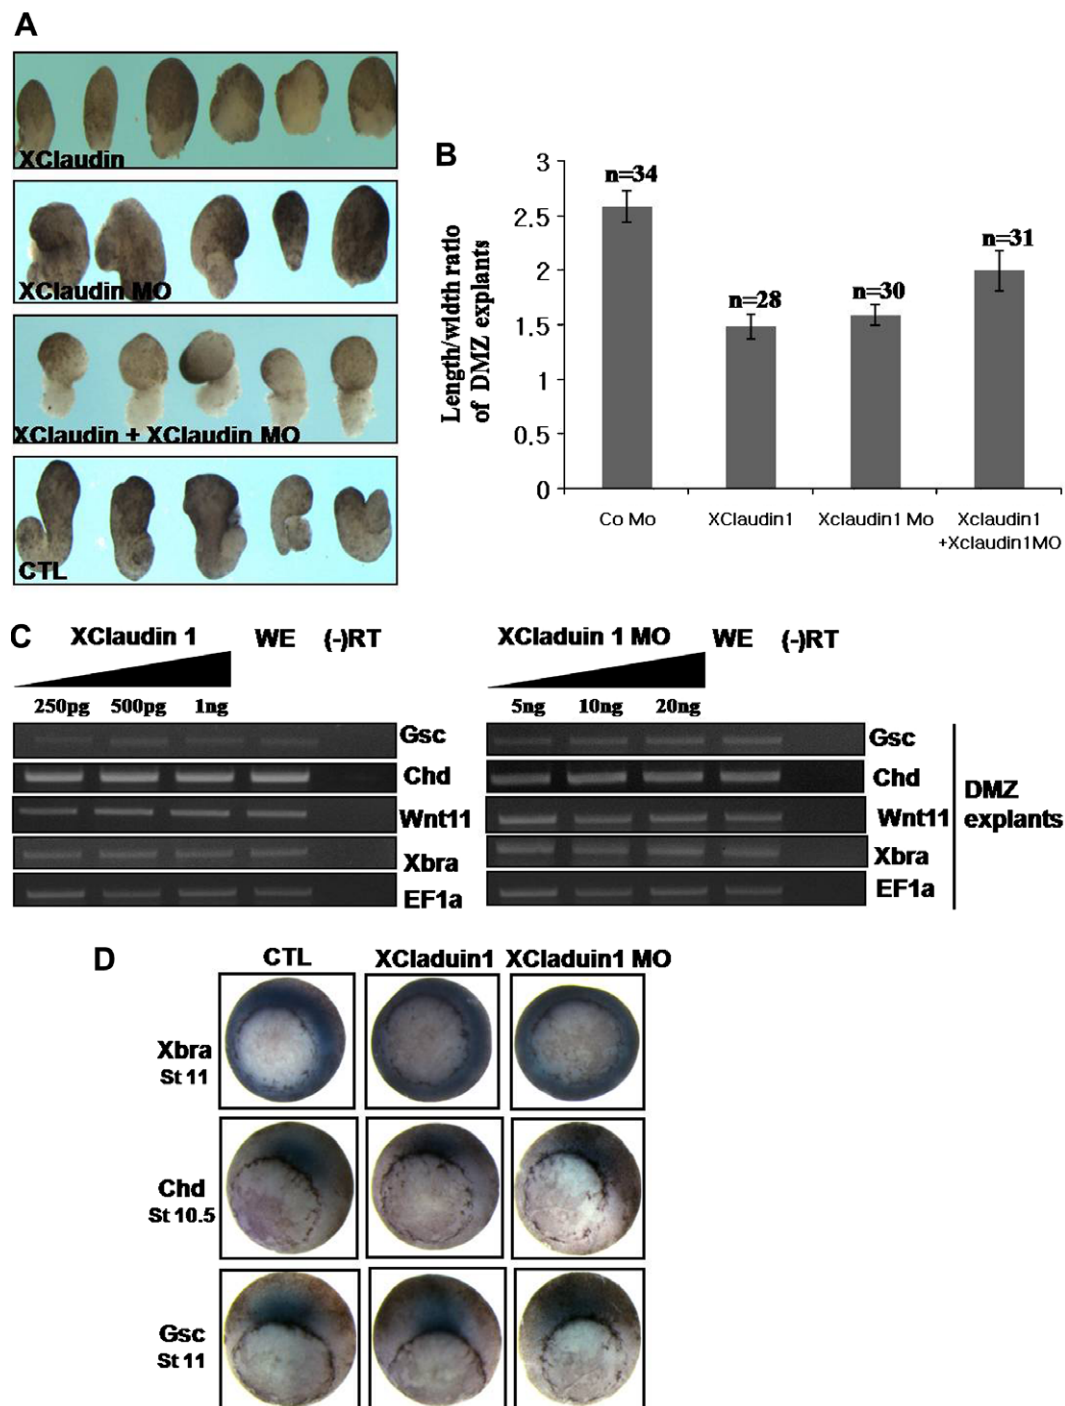 A
XClaudin
XClaudin MO
XClaudin + XClaudin MO
CTL
B
Length/width ratio
of DMZ explants
3
2.5
2
1.5
1
0.5
0
n=34
n=28
n=30
n=31
Co Mo
XClaudin1
Xclaudin1 Mo
Xclaudin1
+Xclaudin1MO
C
XClaudin 1 WE (-)RT
250pg 500pg 1ng
Gsc
Chd
Wnt11
Xbra
EF1a
XCladuin 1 MO WE (-)RT
5ng 10ng 20ng
Gsc
Chd
Wnt11
Xbra
EF1a
DMZ
explants
D
CTL XCladuin1 XCladuin1 MO
Xbra
St 11
Chd
St 10.5
Gsc
St 11